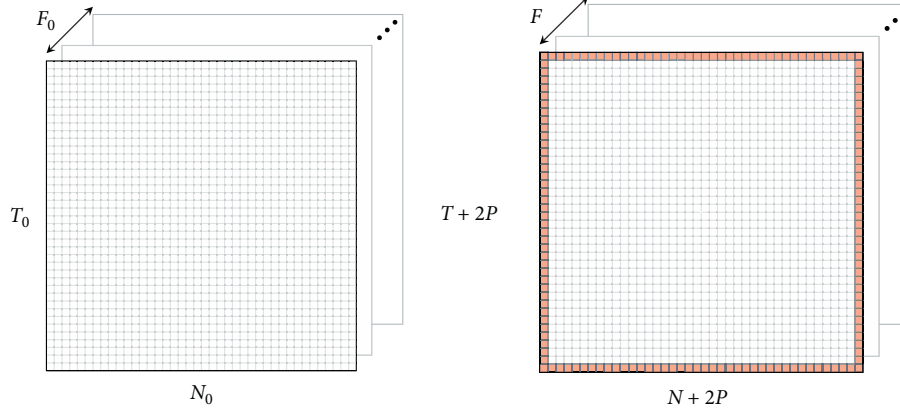 F₀
T₀
N₀
F
T + 2P
N + 2P